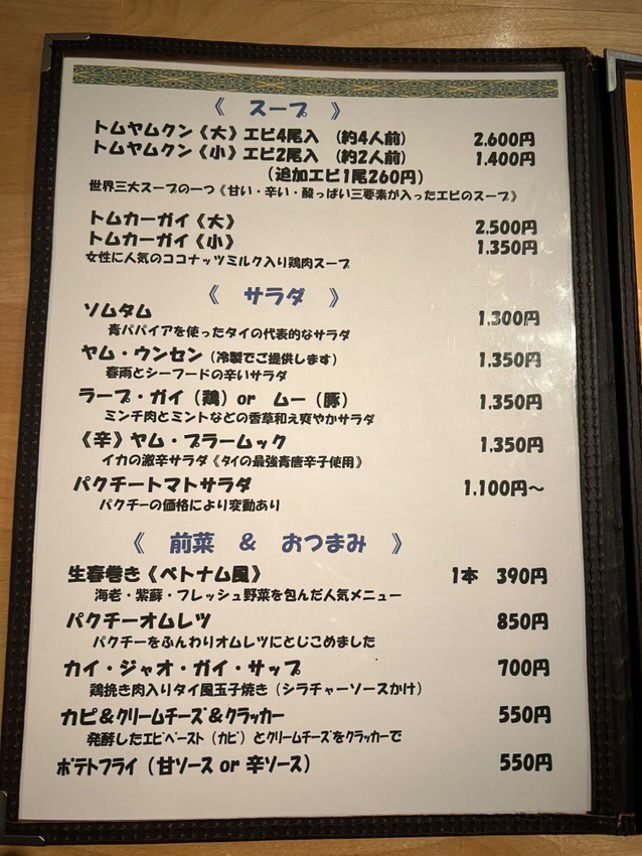 《 スープ 》
トムヤムクン《大》エビ4尾入 (約4人前) 2.600円
トムヤムクン《小》エビ2尾入 (約2人前) 1.400円
(追加エビ1尾260円)
世界三大スープの一つ《甘い・辛い・酸っぱい三要素が入ったエビのスープ》
トムカーガイ《大》 2,500円
トムカーガイ《小》 1.350円
女性に人気のココナッツミルク入り鶏肉スープ
《 サラダ 》
ソムタム 1.300円
青パパイアを使ったタイの代表的なサラダ
ヤム・ウンセン (冷製でご提供します) 1.350円
春雨とシーフードの辛いサラダ
ラープ・ガイ (鶏) or ムー (豚) 1.350円
ミンチ肉とミントなどの香草和え爽やかサラダ
《辛》ヤム・プラームック 1.350円
イカの激辛サラダ《タイの最強青唐辛子使用》
パクチートマトサラダ 1.100円～
パクチーの価格により変動あり
《 前菜 & おつまみ 》
生春巻き《ベトナム風》 1本 390円
海老・紫蘇・フレッシュ野菜を包んだ人気メニュー
パクチーオムレツ 850円
パクチーをふんわりオムレツにとじこめました
カイ・ジャオ・ガイ・サップ 700円
鶏挽き肉入りタイ風玉子焼き (シラチャーソースかけ)
カピ&クリームチーズ&クラッカー 550円
発酵したエビペースト (カピ) とクリームチーズをクラッカーで
ポテトフライ (甘ソース or 辛ソース) 550円